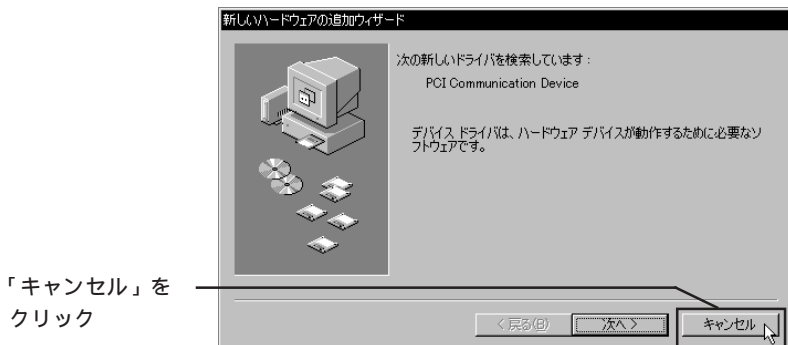 新しいハードウェアの追加ウィザード
次の新しいドライバを検索しています：
PCI Communication Device
デバイス ドライバは、ハードウェア デバイスが動作するために必要なソ
フトウェアです。
「キャンセル」を
クリック
< 戻る(B)
次へ >
キャンセル